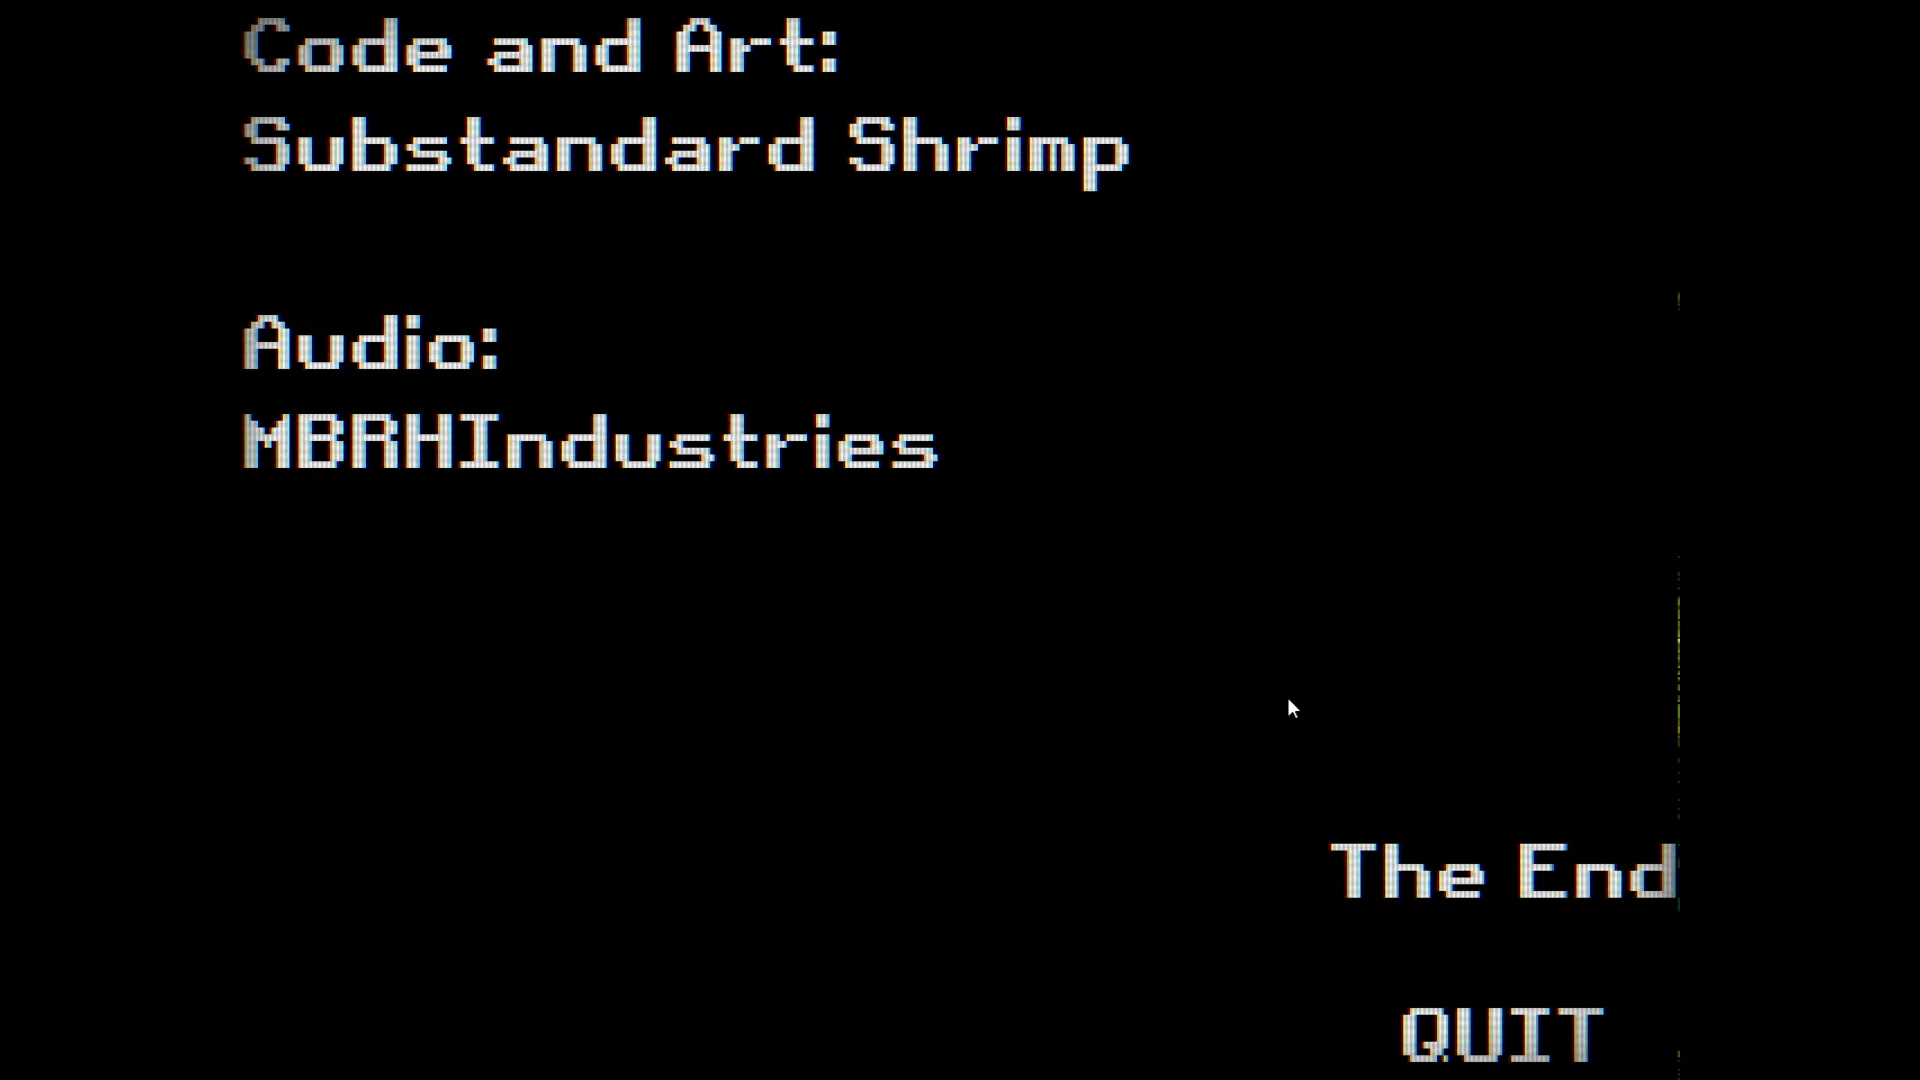 Code and Art:
Substandard Shrimp
Audio:
MBRHIndustries
The End
QUIT